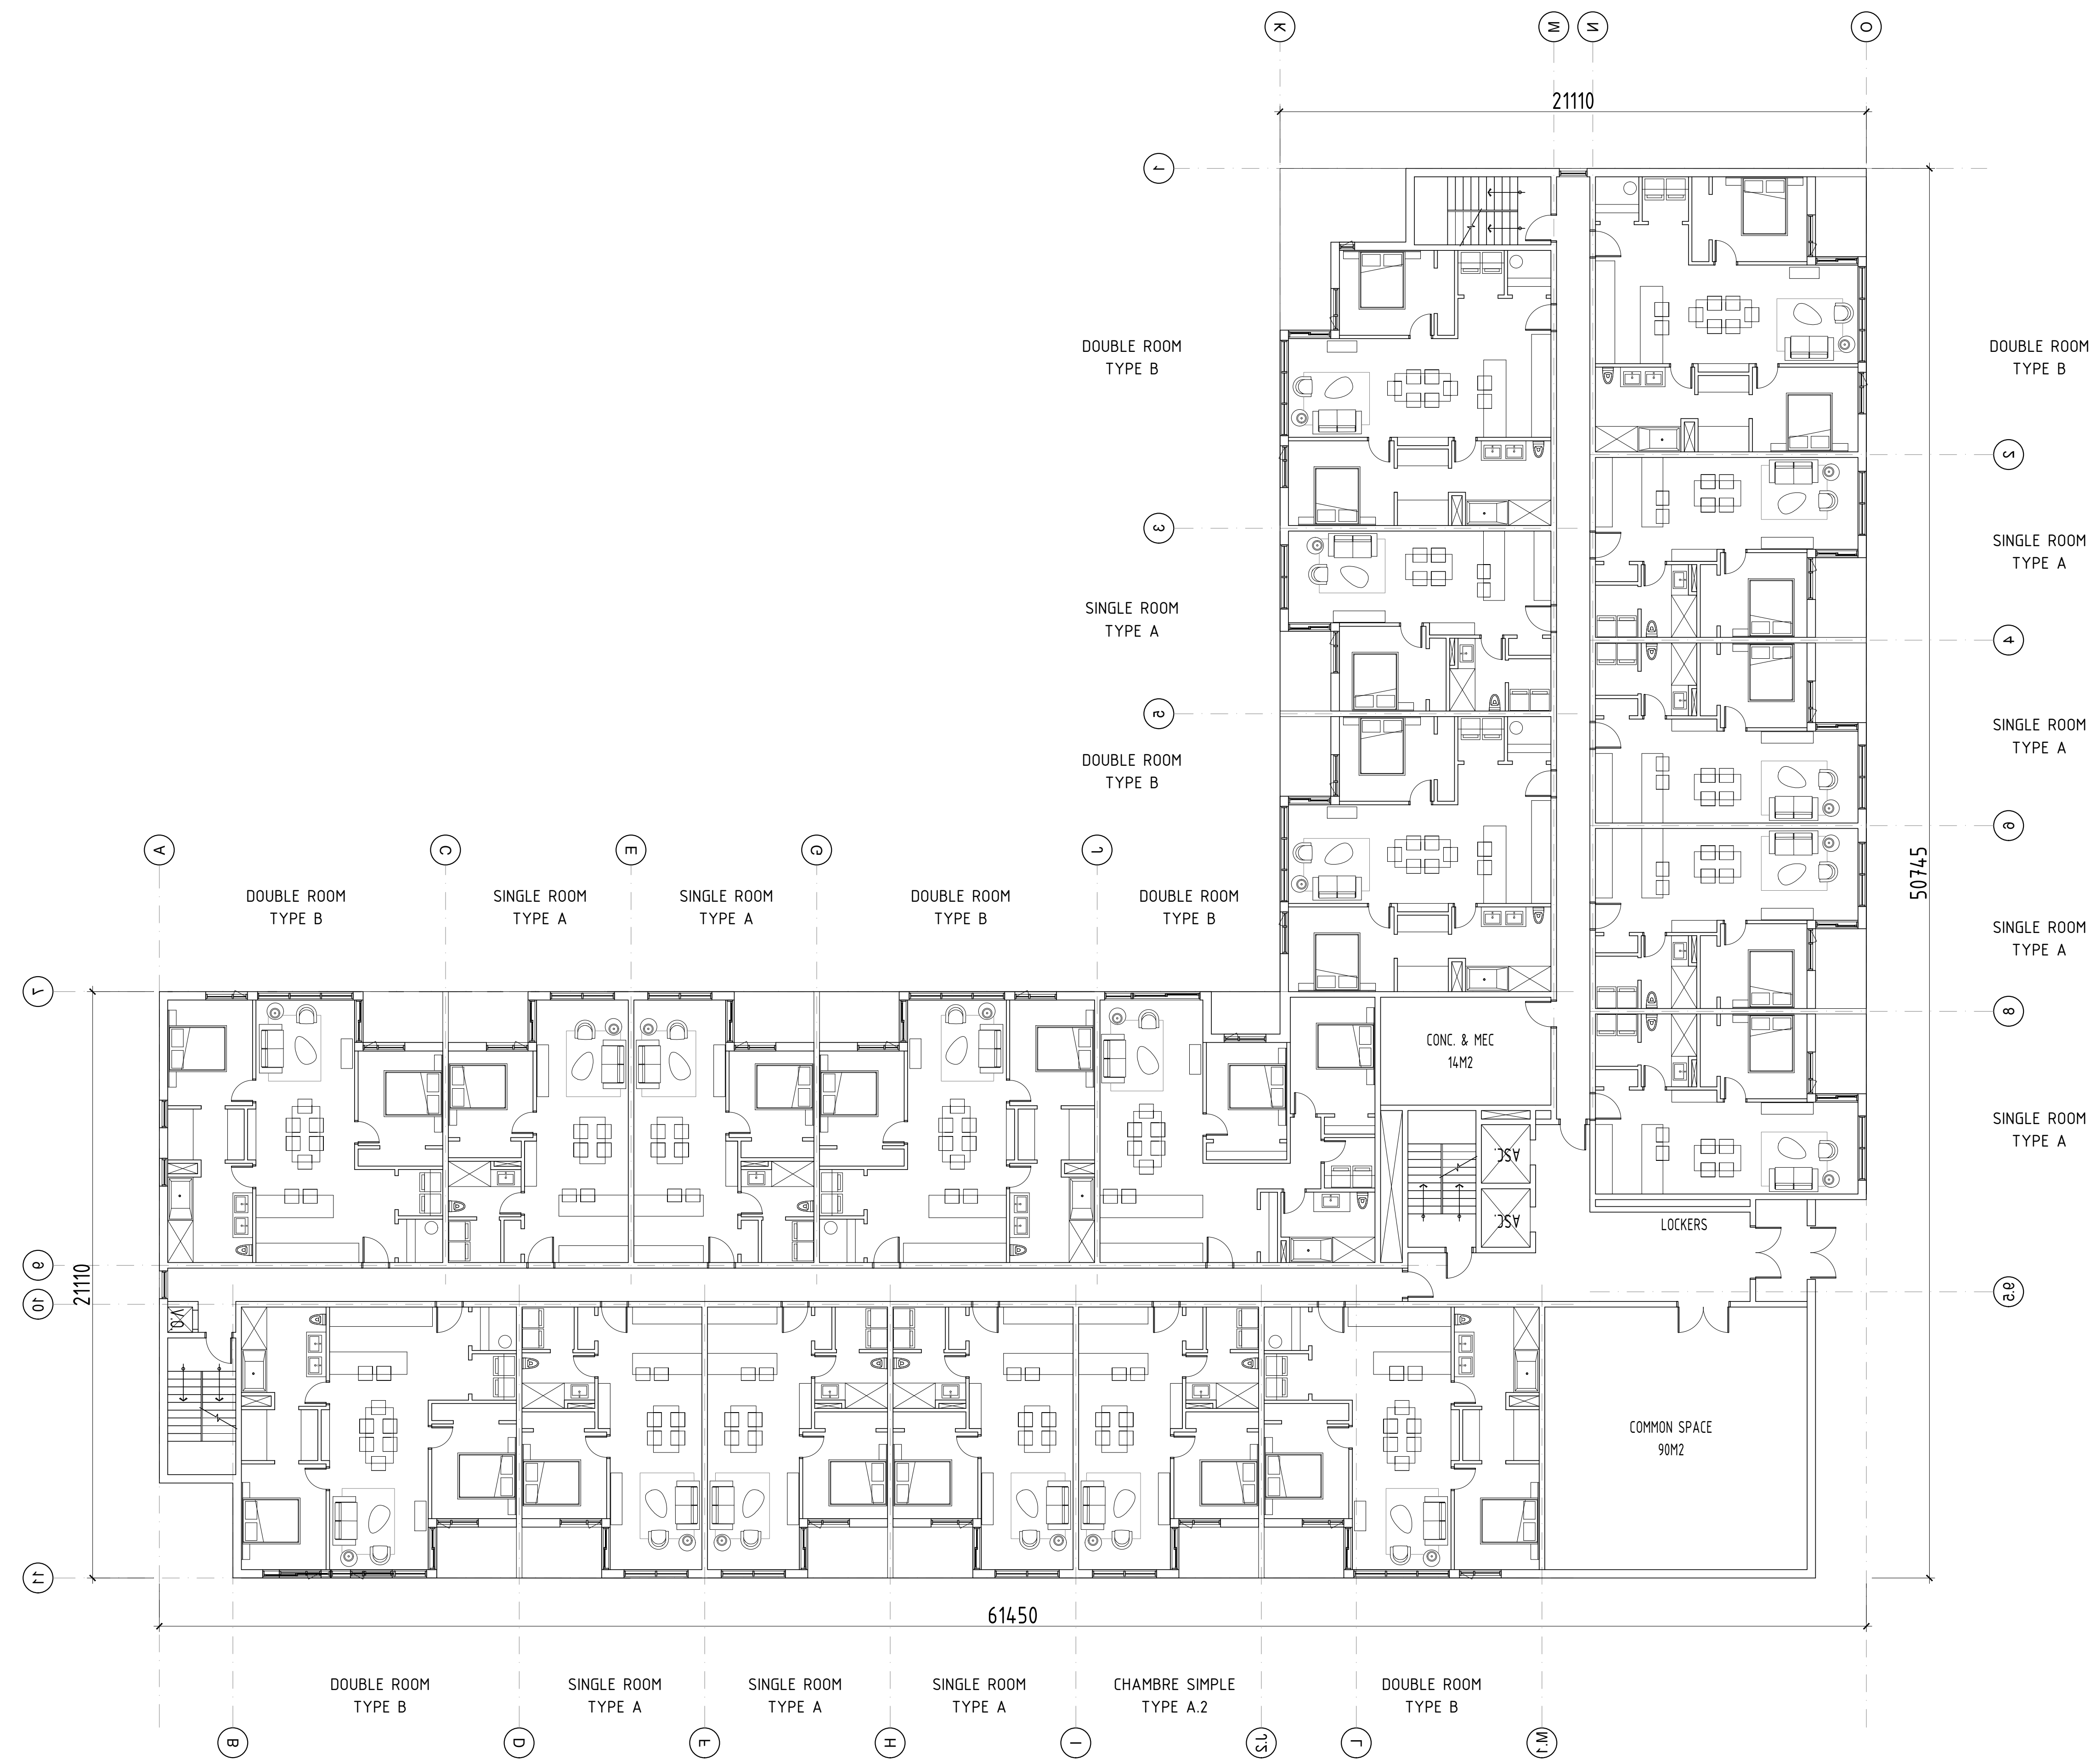 K M N O
21110
1
DOUBLE ROOM
TYPE B
DOUBLE ROOM
TYPE B
2
3
SINGLE ROOM
TYPE A
SINGLE ROOM
TYPE A
4
5
SINGLE ROOM
TYPE A
DOUBLE ROOM
TYPE B
6
A C E G J
50745
DOUBLE ROOM
TYPE B
SINGLE ROOM
TYPE A
SINGLE ROOM
TYPE A
DOUBLE ROOM
TYPE B
DOUBLE ROOM
TYPE B
SINGLE ROOM
TYPE A
7
8
CONC. & MEC
14M2
SINGLE ROOM
TYPE A
ASC.
ASC.
LOCKERS
9
21110
10
9.5
V.O.
COMMON SPACE
90M2
11
61450
DOUBLE ROOM
TYPE B
SINGLE ROOM
TYPE A
SINGLE ROOM
TYPE A
SINGLE ROOM
TYPE A
CHAMBRE SIMPLE
TYPE A.2
DOUBLE ROOM
TYPE B
B D F H I J.2 L M.1